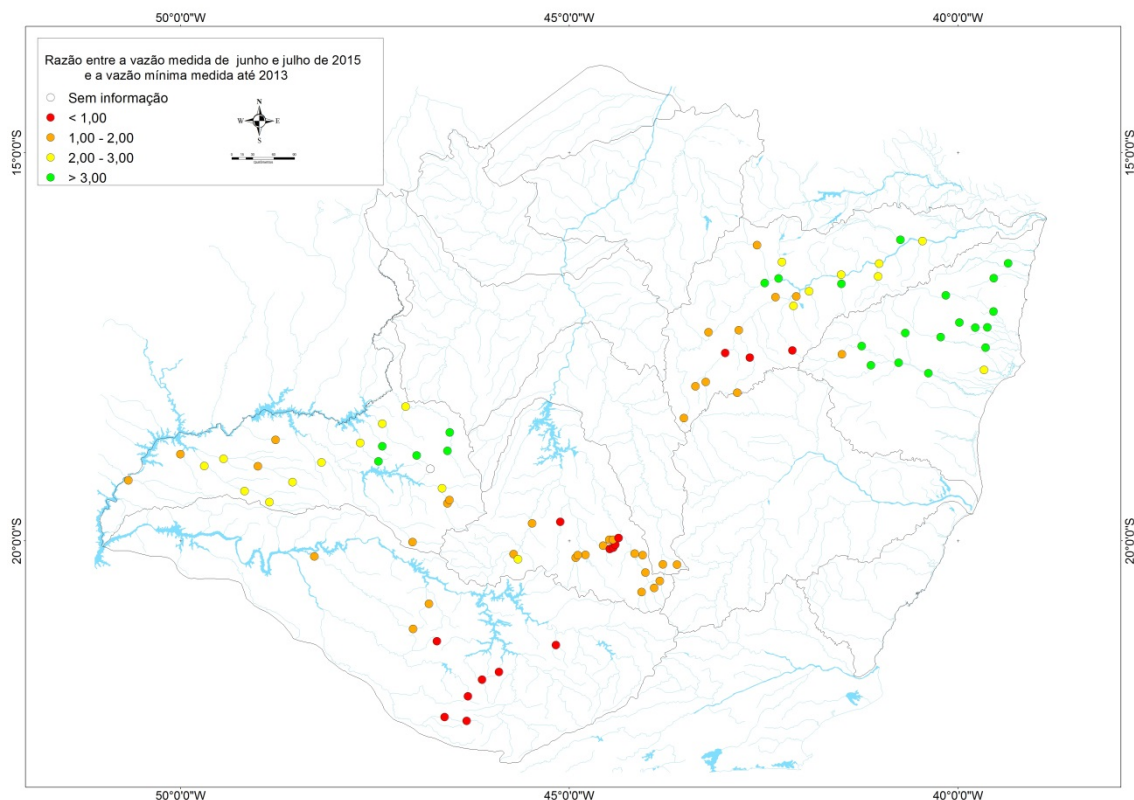 50°0'0"W 45°0'0"W 40°0'0"W
Razão entre a vazão medida de junho e julho de 2015
e a vazão mínima medida até 2013
Sem informação
< 1,00
1,00 - 2,00
2,00 - 3,00
> 3,00
N
W E
S
15°0'0"S 15°0'0"S
20°0'0"S 20°0'0"S
50°0'0"W 45°0'0"W 40°0'0"W